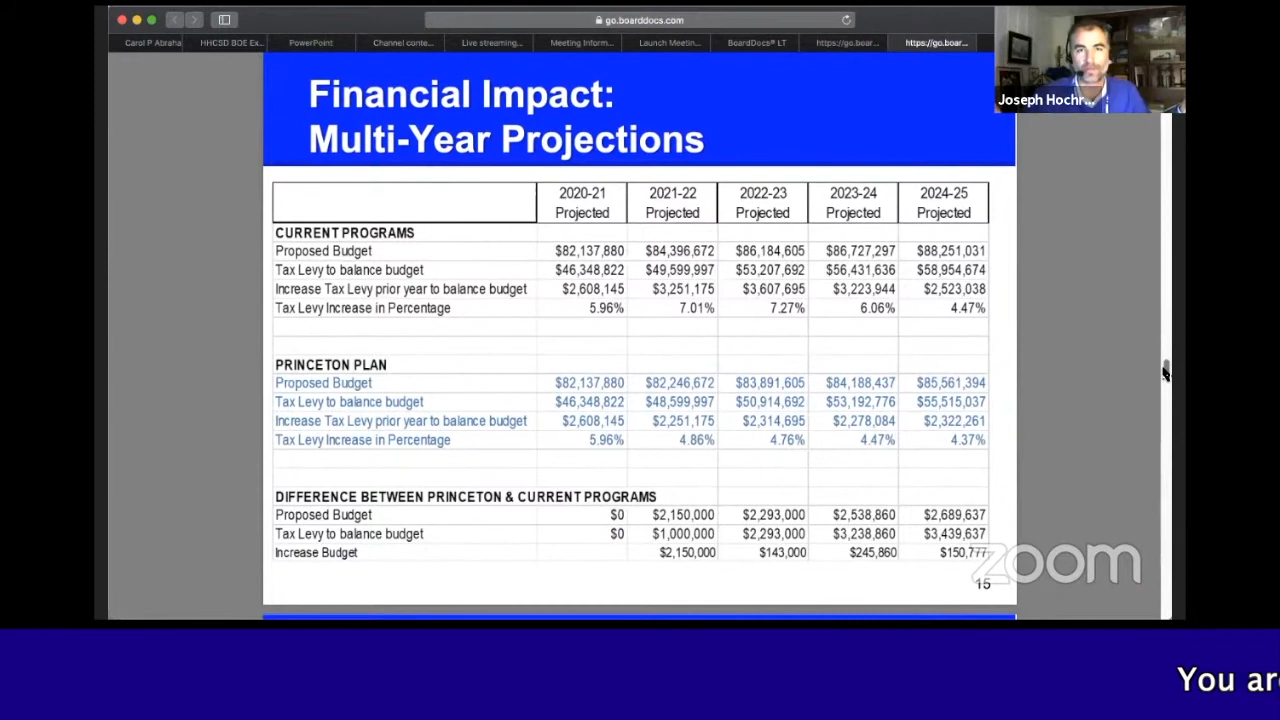 go.boarddocs.com
Carol P Abraha HHCSD BOE Ex... PowerPoint Channel conte... Live streaming... Meeting Inform... Launch Meetin... BoardDocs® LT https://go.boar... https://go.boar...
Joseph Hochr...
Financial Impact:
Multi-Year Projections
2020-21 2021-22 2022-23 2023-24 2024-25
Projected Projected Projected Projected Projected
CURRENT PROGRAMS
Proposed Budget $82,137,880 $84,396,672 $86,184,605 $86,727,297 $88,251,031
Tax Levy to balance budget $46,348,822 $49,599,997 $53,207,692 $56,431,636 $58,954,674
Increase Tax Levy prior year to balance budget $2,608,145 $3,251,175 $3,607,695 $3,223,944 $2,523,038
Tax Levy Increase in Percentage 5.96% 7.01% 7.27% 6.06% 4.47%
PRINCETON PLAN
Proposed Budget $82,137,880 $82,246,672 $83,891,605 $84,188,437 $85,561,394
Tax Levy to balance budget $46,348,822 $48,599,997 $50,914,692 $53,192,776 $55,515,037
Increase Tax Levy prior year to balance budget $2,608,145 $2,251,175 $2,314,695 $2,278,084 $2,322,261
Tax Levy Increase in Percentage 5.96% 4.86% 4.76% 4.47% 4.37%
DIFFERENCE BETWEEN PRINCETON & CURRENT PROGRAMS
Proposed Budget $0 $2,150,000 $2,293,000 $2,538,860 $2,689,637
Tax Levy to balance budget $0 $1,000,000 $2,293,000 $3,238,860 $3,439,637
Increase Budget $2,150,000 $143,000 $245,860 $150,777
zoom
15
You are